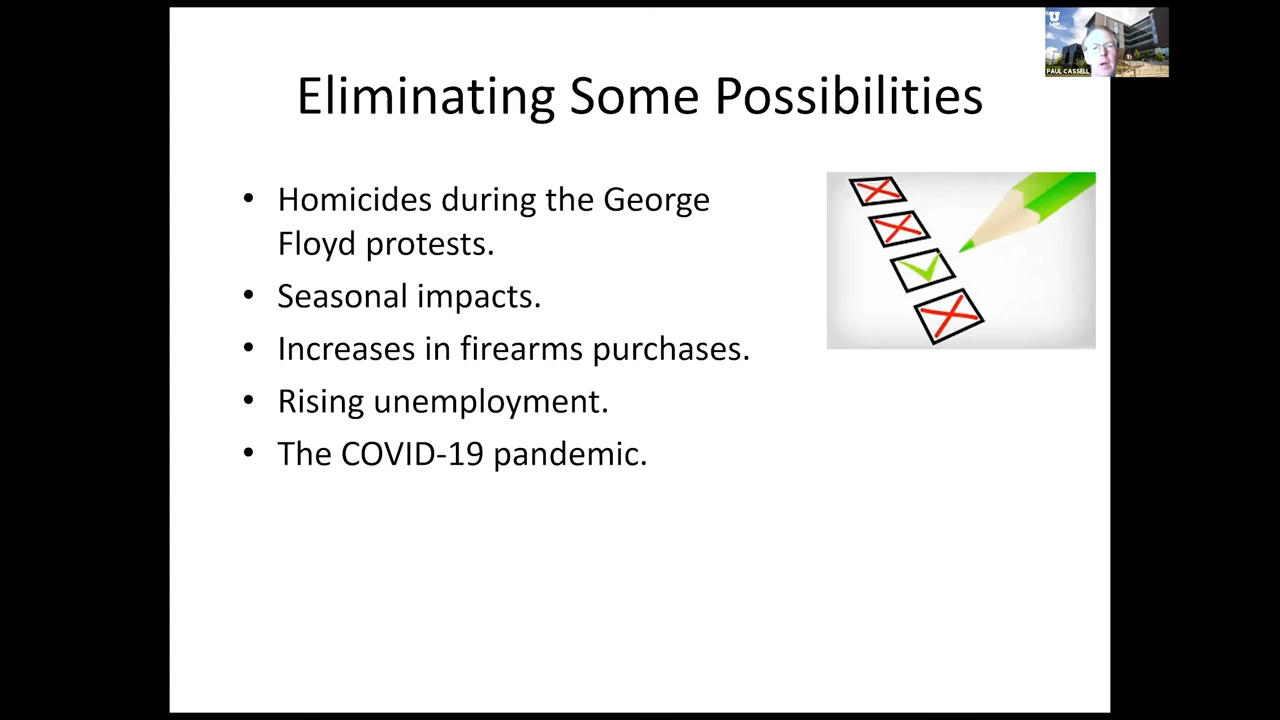 U
LAW
PAUL CASSELL
Eliminating Some Possibilities
• Homicides during the George
Floyd protests.
• Seasonal impacts.
• Increases in firearms purchases.
• Rising unemployment.
• The COVID-19 pandemic.